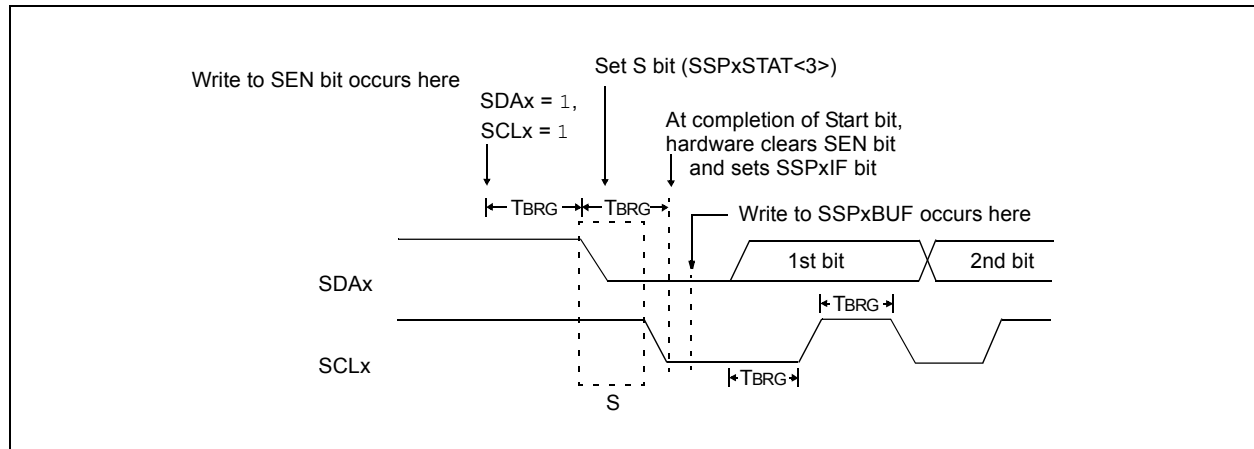 Write to SEN bit occurs here
Set S bit (SSPxSTAT<3>)
SDAx = 1,
SCLx = 1
At completion of Start bit,
hardware clears SEN bit
and sets SSPxIF bit
TBRG
TBRG
Write to SSPxBUF occurs here
1st bit
2nd bit
SDAx
TBRG
SCLx
TBRG
S